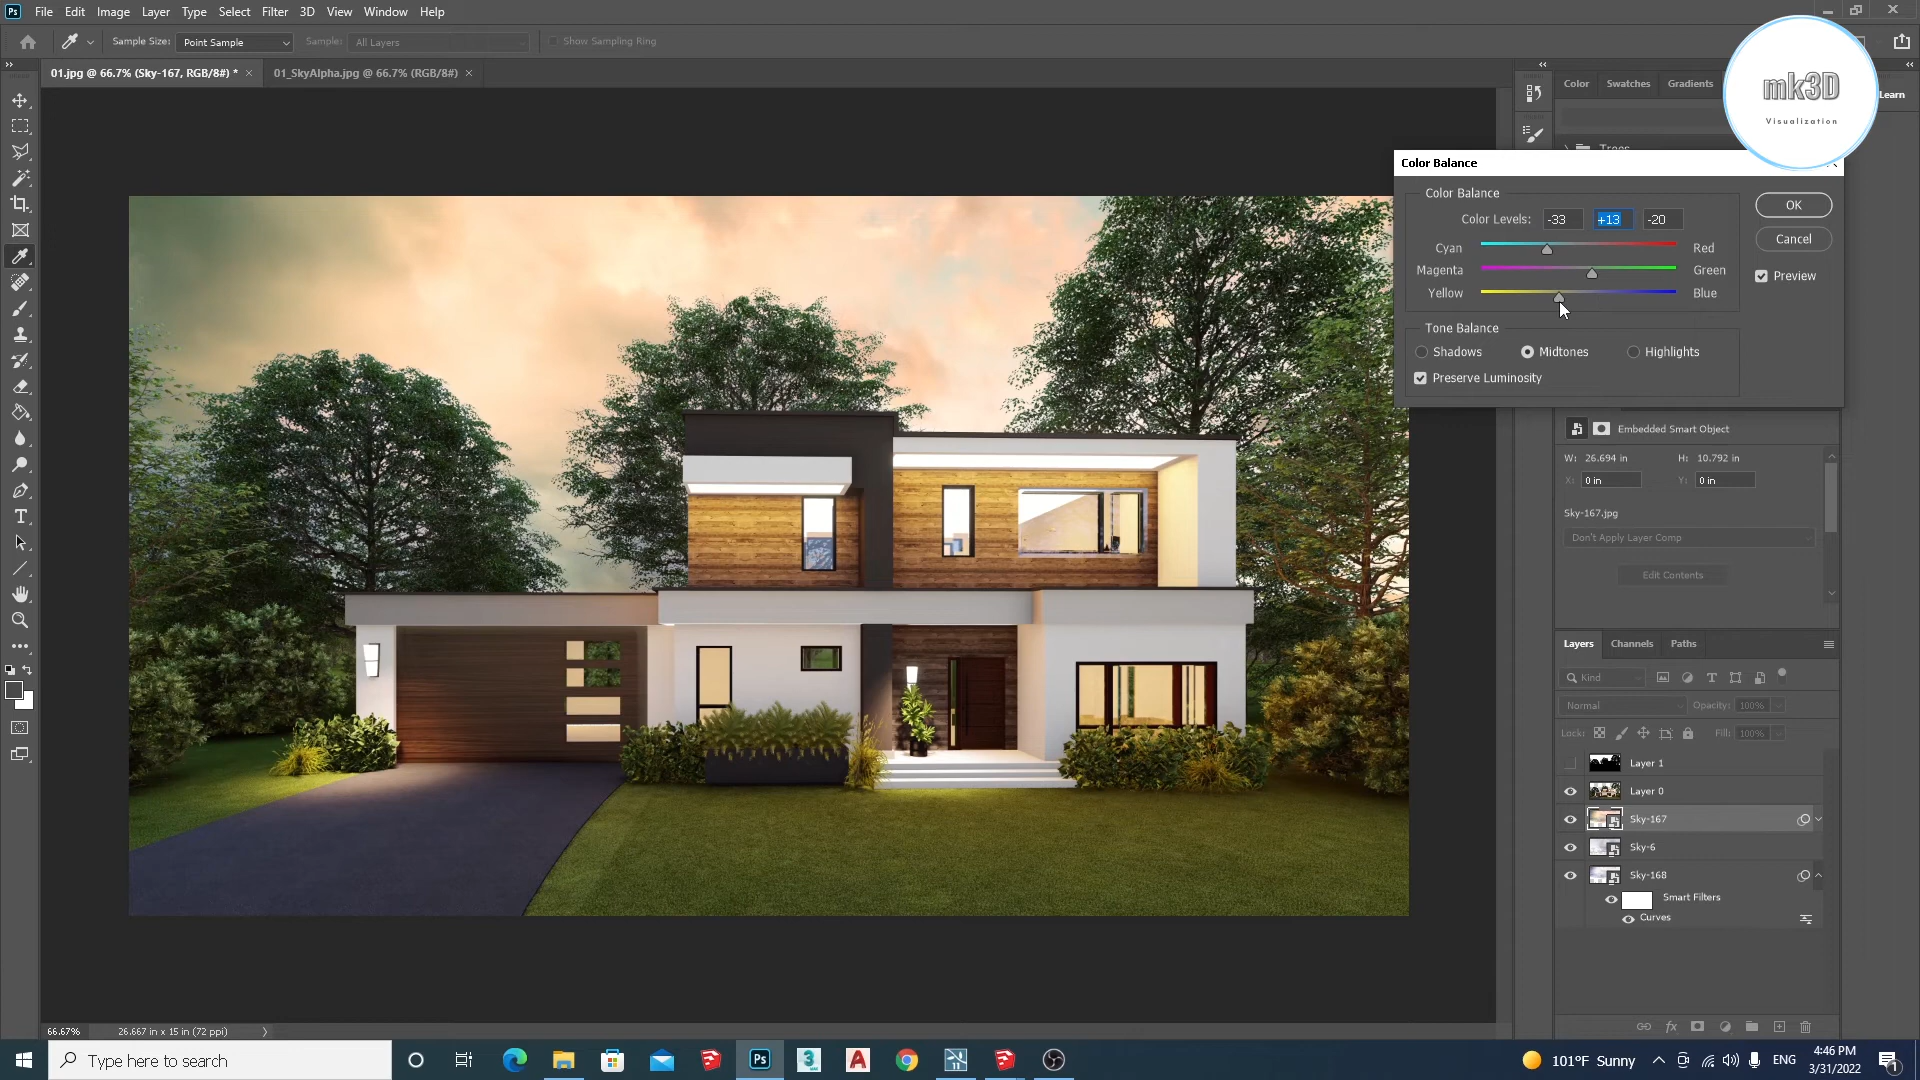 Ps File Edit Image Layer Type Select Filter 3D View Window Help
Sample Size: Point Sample Sample: All Layers Show Sampling Ring
01.jpg @ 66.7% (Sky-167, RGB/8#) * × 01_SkyAlpha.jpg @ 66.7% (RGB/8#) ×
Color Swatches Gradients
Learn
mk3D
Visualization
Trees
Color Balance
Color Balance
Color Levels: -33 +13 -20
Cyan Red
Magenta Green
Yellow Blue
OK
Cancel
Preview
Tone Balance
Shadows Midtones Highlights
Preserve Luminosity
Embedded Smart Object
W: 26.694 in H: 10.792 in
X: 0 in Y: 0 in
Sky-167.jpg
Don't Apply Layer Comp
Edit Contents
Layers Channels Paths
Kind
Normal Opacity: 100%
Lock: Fill: 100%
Layer 1
Layer 0
Sky-167
Sky-6
Sky-168
Smart Filters
Curves
66.67% 26.667 in x 15 in (72 ppi)
Type here to search
Ps
3
A
11
101°F Sunny
ENG
4:46 PM
3/31/2022
1